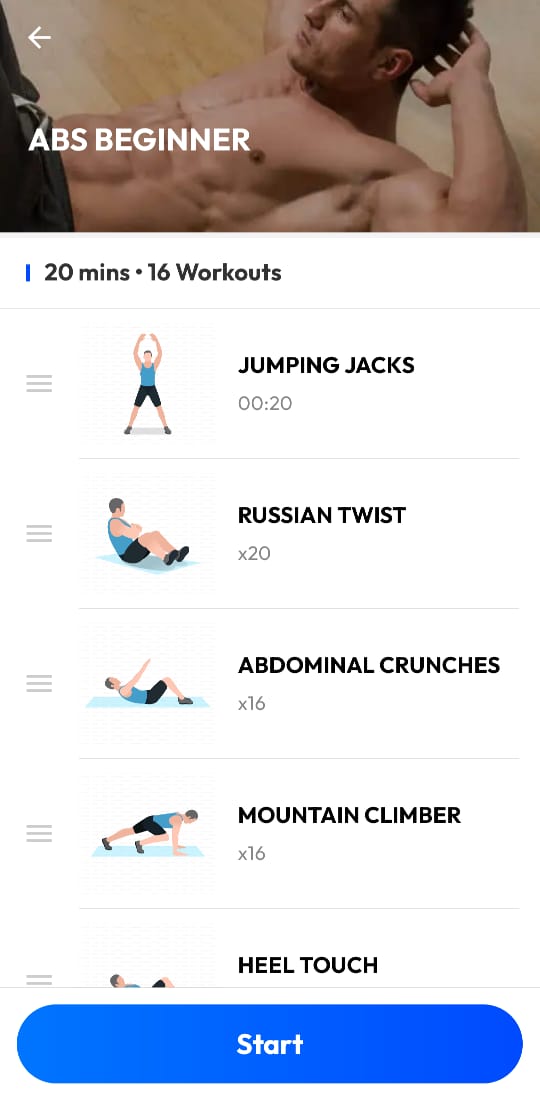 ABS BEGINNER
20 mins • 16 Workouts
JUMPING JACKS
00:20
RUSSIAN TWIST
x20
ABDOMINAL CRUNCHES
x16
MOUNTAIN CLIMBER
x16
HEEL TOUCH
Start